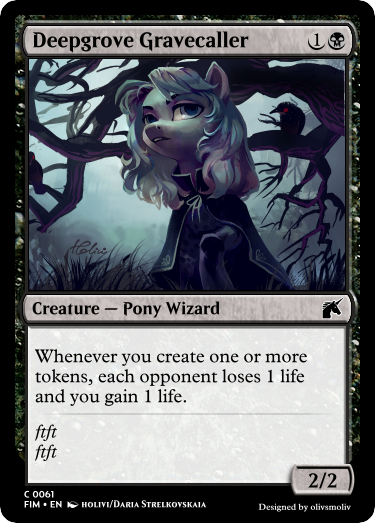 Deepgrove Gravecaller 1
Holivi
Creature — Pony Wizard
Whenever you create one or more
tokens, each opponent loses 1 life
and you gain 1 life.
ftft
ftft
2/2
C 0061
FIM • EN HOLIVI/DARIA STRELKOVSKAIA
Designed by olivsmoliv